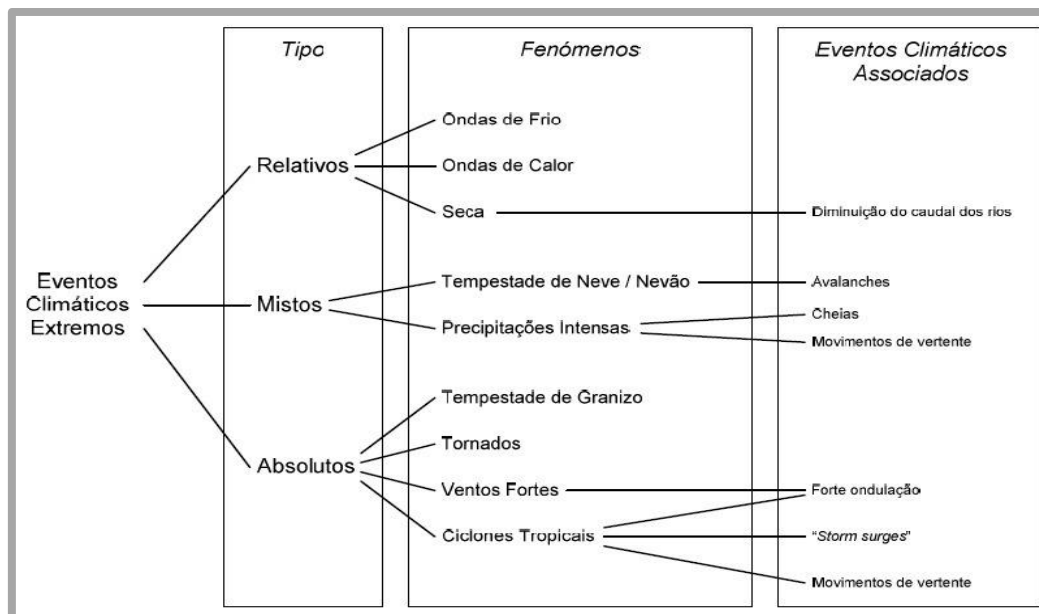 Tipo
Fenómenos
Eventos Climáticos
Associados
Eventos
Climáticos
Extremos
Relativos
Ondas de Frio
Ondas de Calor
Seca
Diminuição do caudal dos rios
Mistos
Tempestade de Neve / Nevão
Avalanches
Precipitações Intensas
Cheias
Movimentos de vertente
Absolutos
Tempestade de Granizo
Tornados
Ventos Fortes
Forte ondulação
Ciclones Tropicais
"Storm surges"
Movimentos de vertente